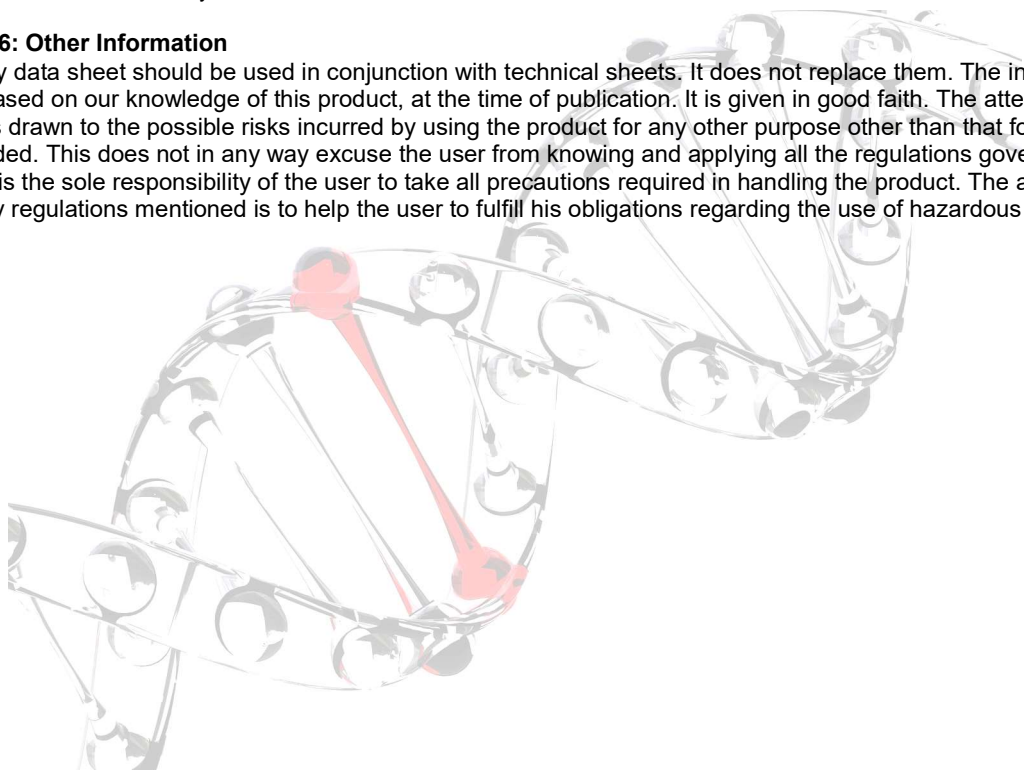 6: Other Information
y data sheet should be used in conjunction with technical sheets. It does not replace them. The in
ased on our knowledge of this product, at the time of publication. It is given in good faith. The atte
s drawn to the possible risks incurred by using the product for any other purpose other than that fo
ded. This does not in any way excuse the user from knowing and applying all the regulations gove
is the sole responsibility of the user to take all precautions required in handling the product. The a
y regulations mentioned is to help the user to fulfill his obligations regarding the use of hazardous